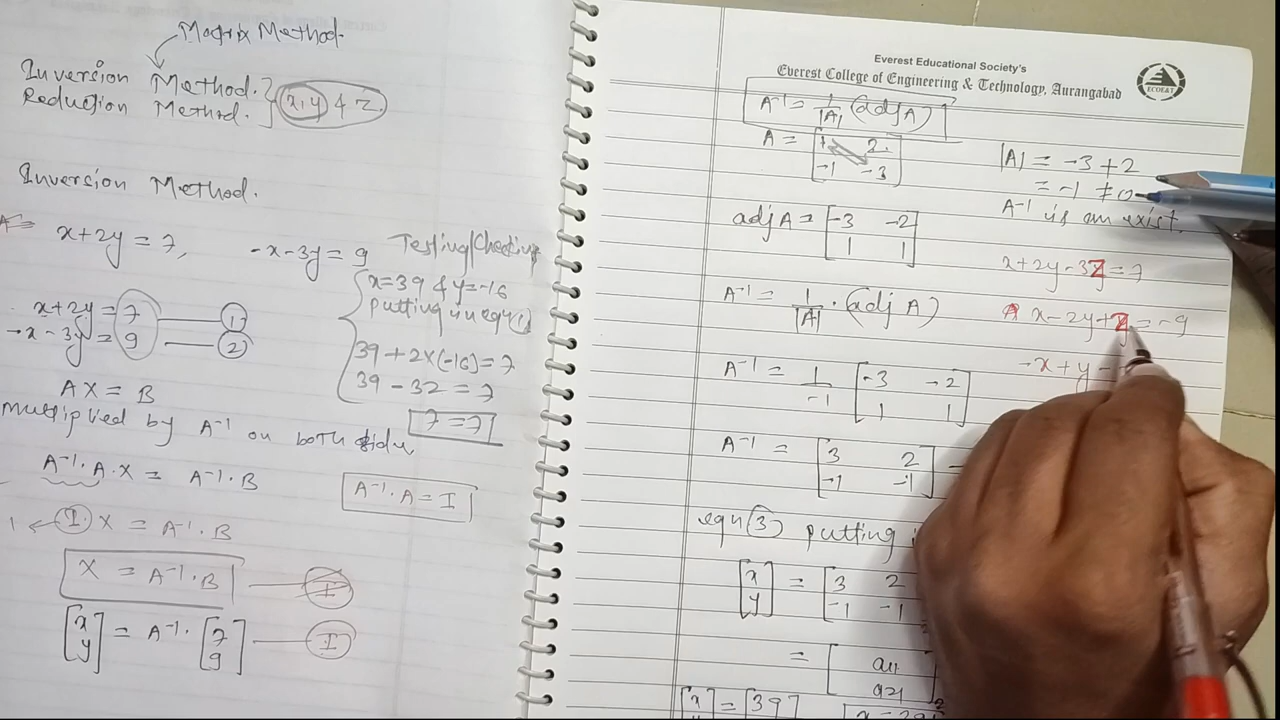 Matrix Method.
Inversion Method.
Reduction Method.
x, y & z.
Inversion Method.
x+2y=7, -x-3y=9
x+2y=7 ①
-x-3y=9 ②
AX = B
Multiplied by A⁻¹ on both side
A⁻¹·A·X = A⁻¹·B
A⁻¹·A = I
I X = A⁻¹·B
X = A⁻¹·B I
[x y] = A⁻¹·[7 9] I
Testing/Checking
x=39 & y=-16
putting in eqn(1)
39+2×(-16)=7
39-32=7
7=7
Everest Educational Society's
Everest College of Engineering & Technology, Aurangabad
ECOE&T
A⁻¹= 1/|A| (adj A)
A = [1 2. -1 -3]
|A| = -3+2
= -1 ≠0
A⁻¹ is an exist.
adj A = [-3 -2 1 1]
A⁻¹ = 1/|A| · (adj A)
A⁻¹ = 1/-1 [-3 -2 1 1]
A⁻¹ = [3 2 -1 -1]
x+2y-3z=7
x-2y+z=-9
-x+y-
eqn(3) putting
[x y] = [3 2 -1 -1]
= [a11 a21]